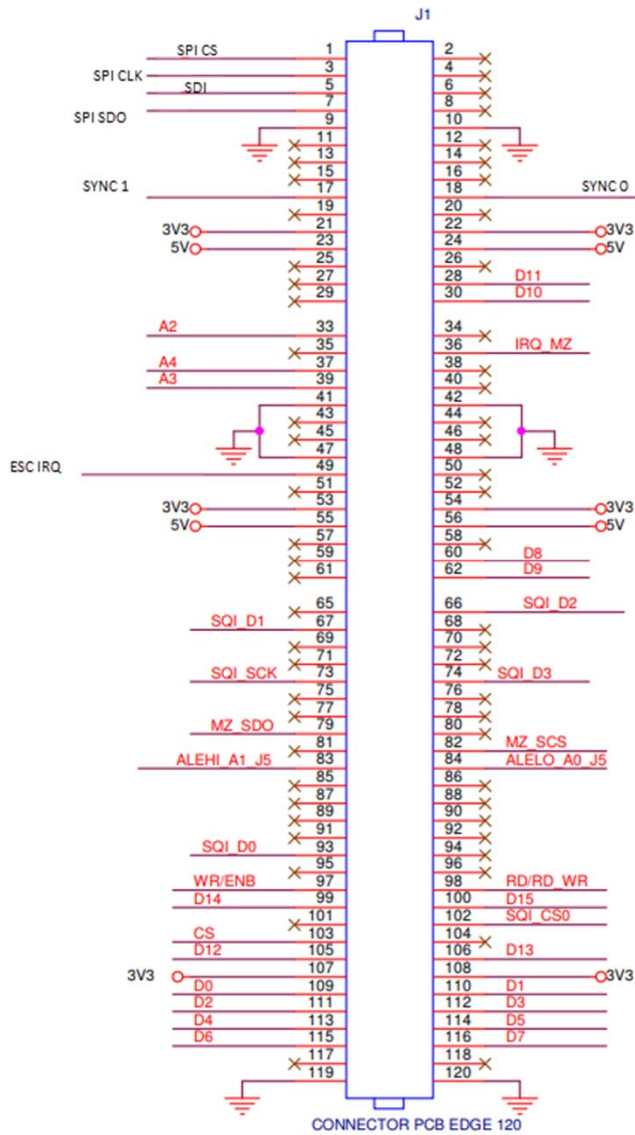 J1
SPI CS 1 2
SPI CLK 3 4
SDI 5 6
SPI SDO 7 8
9 10
11 12
13 14
15 16
SYNC 1 17 18 SYNC 0
19 20
3V3 21 22 3V3
5V 23 24 5V
25 26
27 28 D11
29 30 D10
A2 33 34
35 36 IRQ_MZ
A4 37 38
A3 39 40
41 42
43 44
45 46
47 48
ESC IRQ 49 50
51 52
3V3 53 54 3V3
5V 55 56 5V
57 58
59 60 D8
61 62 D9
65 66 SQI_D2
SQI_D1 67 68
69 70
71 72
SQI_SCK 73 74 SQI_D3
75 76
77 78
MZ_SDO 79 80
81 82 MZ_SCS
ALEHI_A1_J5 83 84 ALELO_A0_J5
85 86
87 88
89 90
91 92
SQI_D0 93 94
95 96
WR/ENB 97 98 RD/RD_WR
D14 99 100 D15
101 102 SQI_CS0
CS 103 104
D12 105 106 D13
3V3 107 108 3V3
D0 109 110 D1
D2 111 112 D3
D4 113 114 D5
D6 115 116 D7
117 118
119 120
CONNECTOR PCB EDGE 120